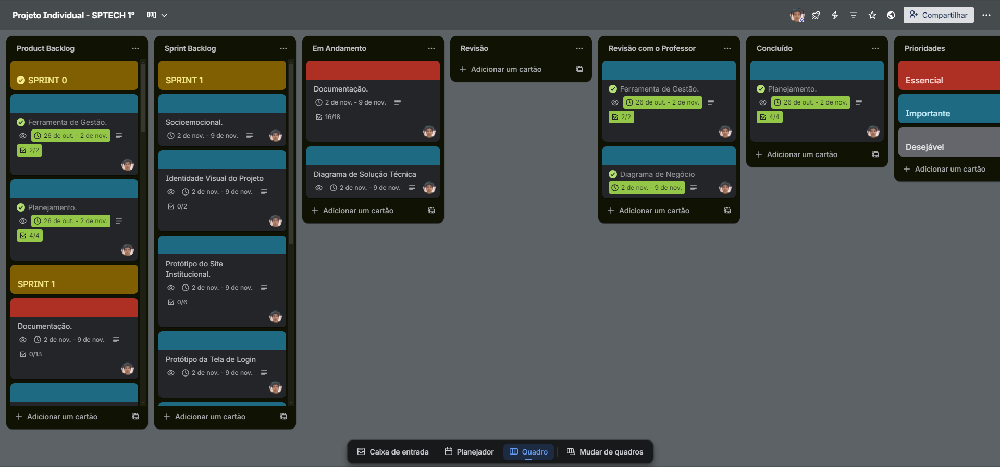 Projeto Individual - SPTECH 1º
Compartilhar
Product Backlog
SPRINT 0
Ferramenta de Gestão.
26 de out. - 2 de nov.
2/2
Planejamento.
26 de out. - 2 de nov.
4/4
SPRINT 1
Documentação.
2 de nov. - 9 de nov.
0/13
Adicionar um cartão
Sprint Backlog
SPRINT 1
Socioemocional.
2 de nov. - 9 de nov.
Identidade Visual do Projeto
2 de nov. - 9 de nov.
0/2
Protótipo do Site
Institucional.
2 de nov. - 9 de nov.
0/6
Protótipo da Tela de Login
2 de nov. - 9 de nov.
Adicionar um cartão
Em Andamento
Documentação.
2 de nov. - 9 de nov.
16/18
Diagrama de Solução Técnica
2 de nov. - 9 de nov.
Adicionar um cartão
Revisão
Adicionar um cartão
Revisão com o Professor
Ferramenta de Gestão.
26 de out. - 2 de nov.
2/2
Diagrama de Negócio
2 de nov. - 9 de nov.
Adicionar um cartão
Concluído
Planejamento.
26 de out. - 2 de nov.
4/4
Adicionar um cartão
Prioridades
Essencial
Importante
Desejável
Adicionar um cartão
Caixa de entrada
Planejador
Quadro
Mudar de quadros